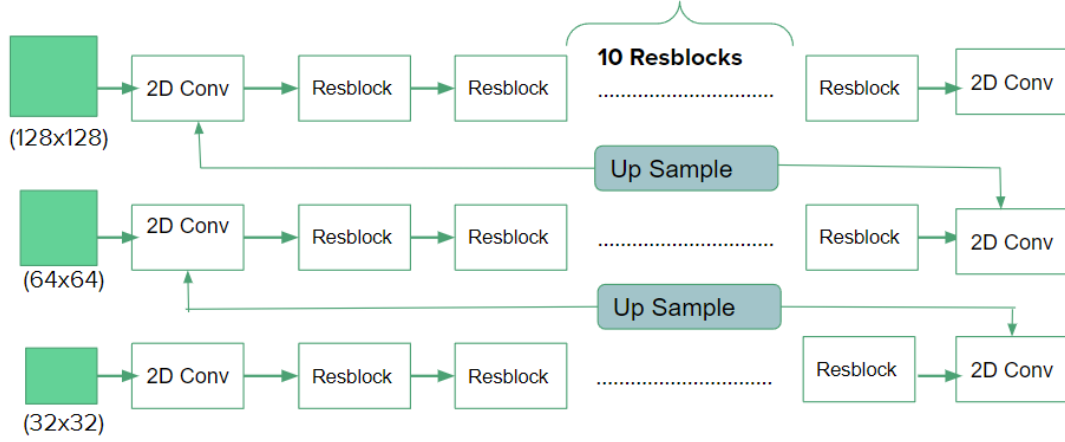 10 Resblocks
2D Conv
Resblock
Resblock
..............................
Resblock
2D Conv
(128x128)
Up Sample
2D Conv
Resblock
Resblock
..............................
Resblock
2D Conv
(64x64)
Up Sample
2D Conv
Resblock
Resblock
..............................
Resblock
2D Conv
(32x32)